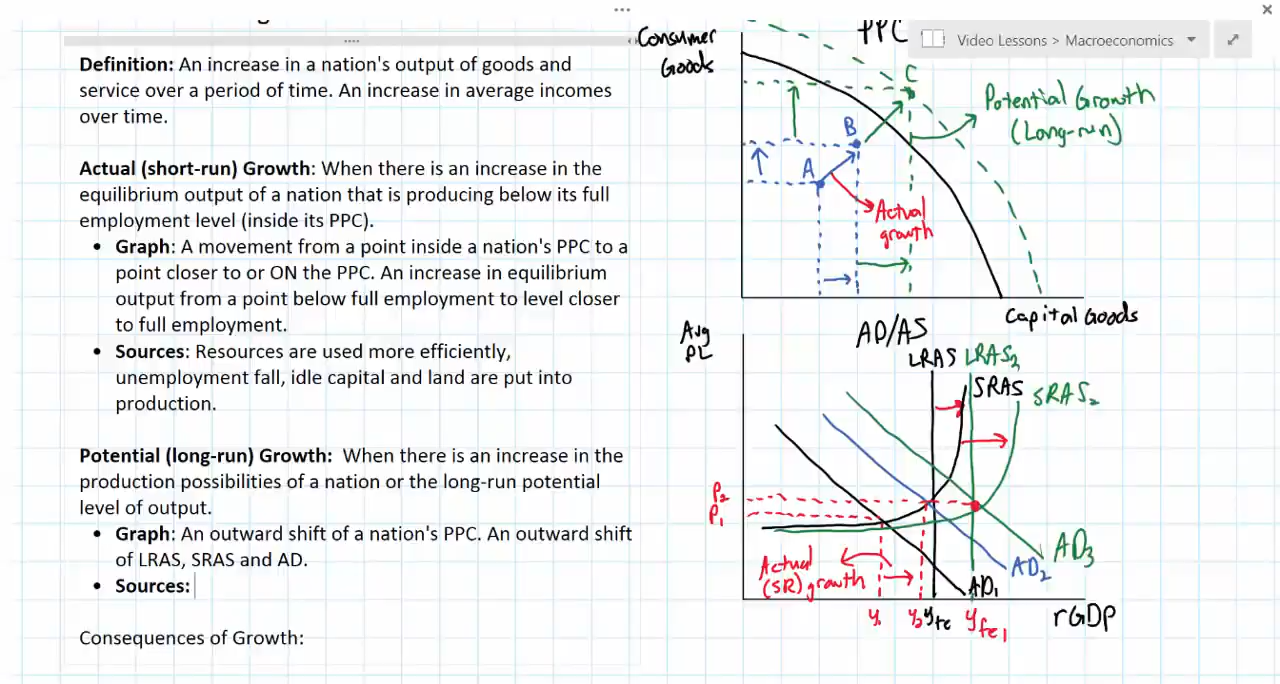 Definition: An increase in a nation's output of goods and
service over a period of time. An increase in average incomes
over time.
Actual (short-run) Growth: When there is an increase in the
equilibrium output of a nation that is producing below its full
employment level (inside its PPC).
• Graph: A movement from a point inside a nation's PPC to a
point closer to or ON the PPC. An increase in equilibrium
output from a point below full employment to level closer
to full employment.
• Sources: Resources are used more efficiently,
unemployment fall, idle capital and land are put into
production.
Potential (long-run) Growth: When there is an increase in the
production possibilities of a nation or the long-run potential
level of output.
• Graph: An outward shift of a nation's PPC. An outward shift
of LRAS, SRAS and AD.
• Sources:
Consequences of Growth:
Video Lessons > Macroeconomics
PPC
Consumer
Goods
C
Potential Growth
(Long-run)
B
A
Actual
growth
Capital Goods
AD/AS
Avg
PL
LRAS LRAS₂
SRAS SRAS₂
P₂
P₁
Actual
(SR) growth
AD₃
AD₂
AD₁
y₁ y₂ yfe yfe₁
rGDP